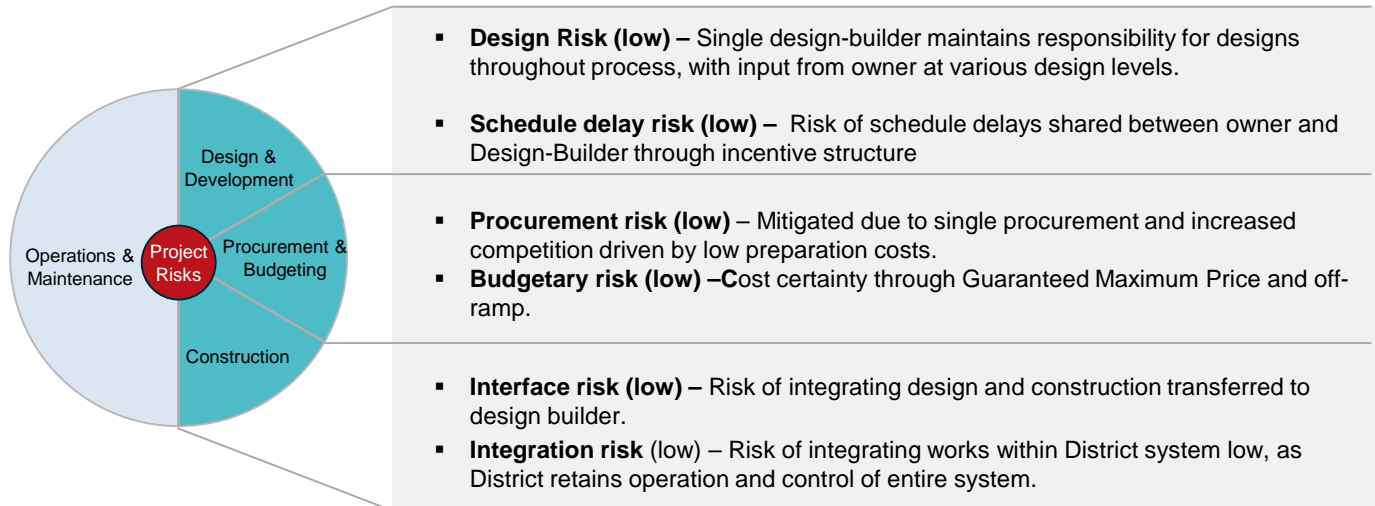 Design &
Development
Operations &
Maintenance
Project
Risks
Procurement &
Budgeting
Construction
▪ Design Risk (low) – Single design-builder maintains responsibility for designs
throughout process, with input from owner at various design levels.
▪ Schedule delay risk (low) – Risk of schedule delays shared between owner and
Design-Builder through incentive structure
▪ Procurement risk (low) – Mitigated due to single procurement and increased
competition driven by low preparation costs.
▪ Budgetary risk (low) –Cost certainty through Guaranteed Maximum Price and off-
ramp.
▪ Interface risk (low) – Risk of integrating design and construction transferred to
design builder.
▪ Integration risk (low) – Risk of integrating works within District system low, as
District retains operation and control of entire system.